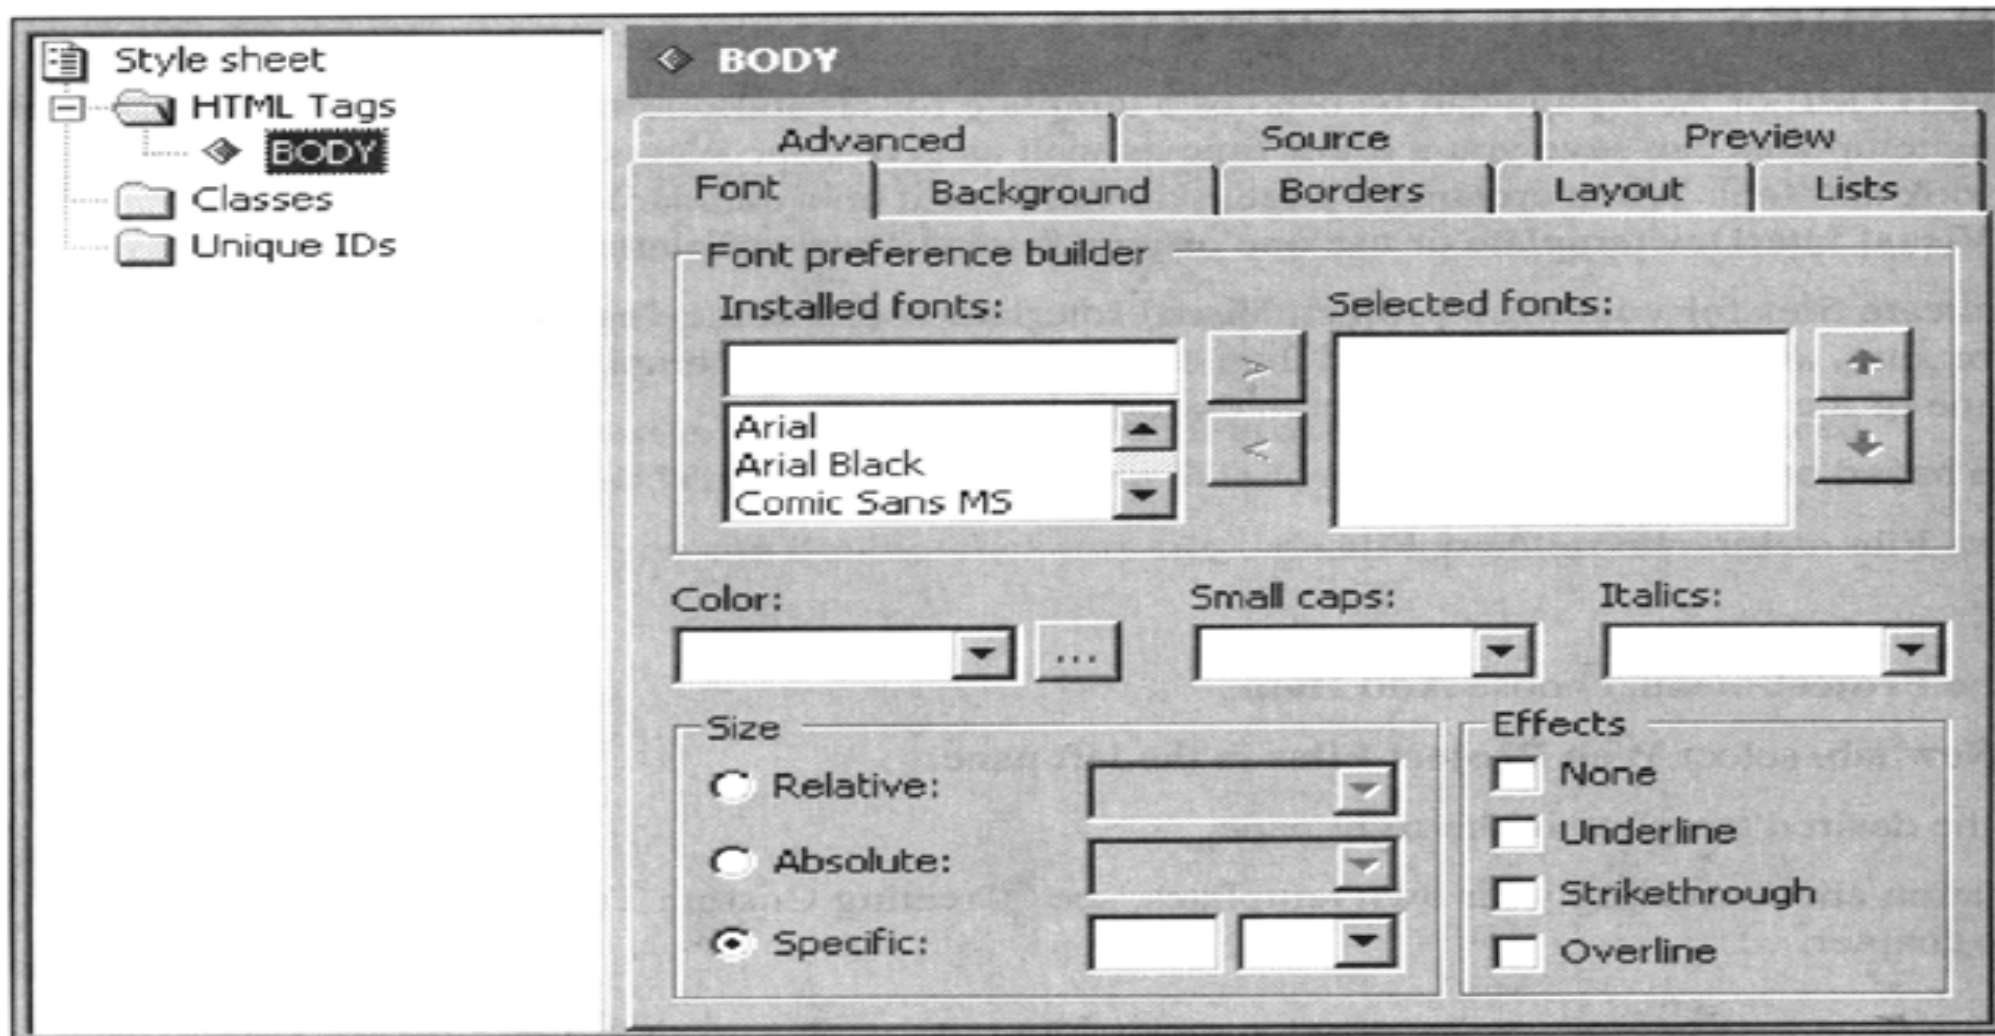 Style sheet
HTML Tags
BODY
Classes
Unique IDs
BODY
Advanced Source Preview
Font Background Borders Layout Lists
Font preference builder
Installed fonts: Selected fonts:
>
Arial
Arial Black
<
Comic Sans MS
Color: Small caps: Italics:
...
Size Effects
Relative: None
Underline
Absolute:
Strikethrough
Specific:
Overline